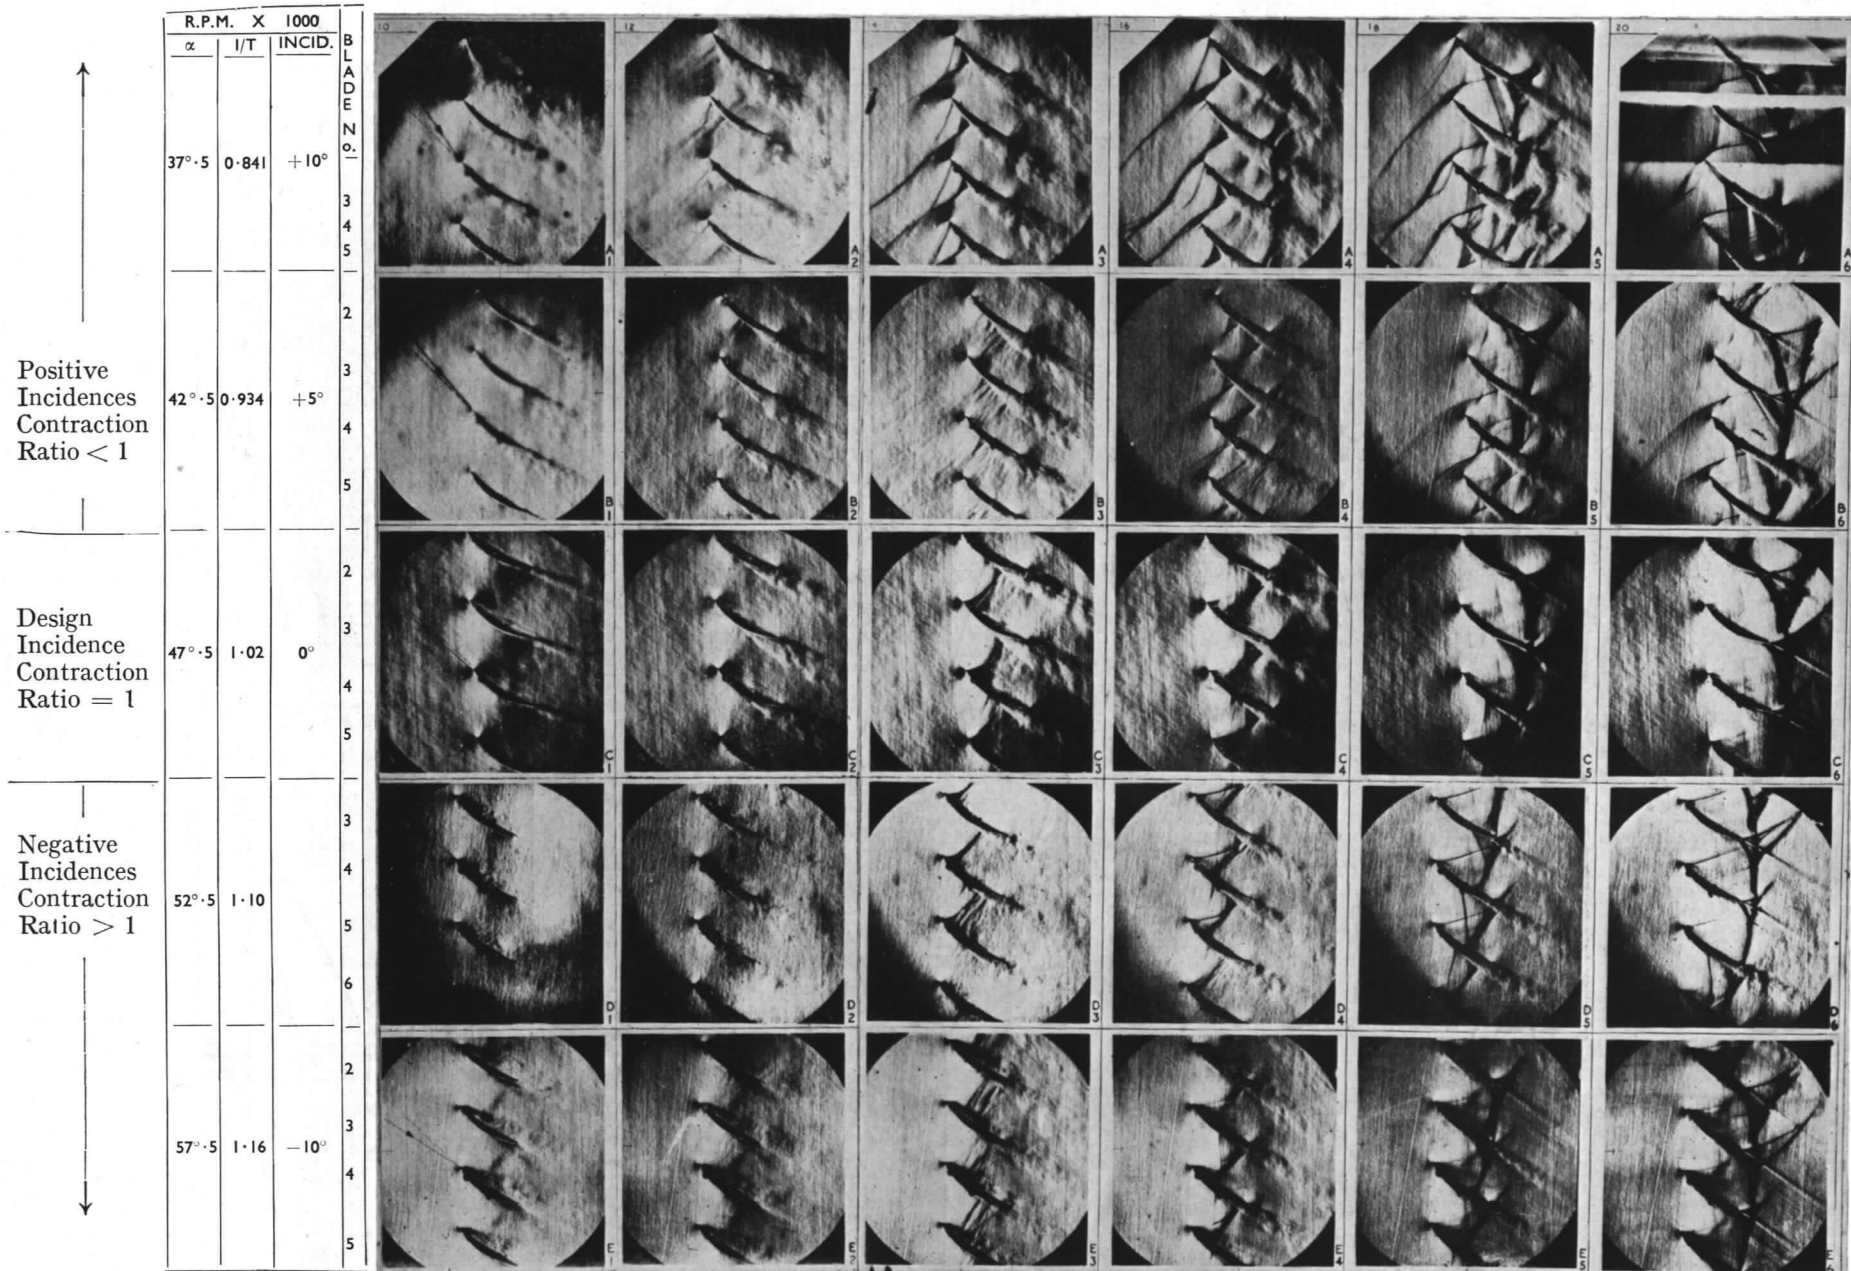 R.P.M. X 1000
α I/T INCID. BLADE No.
10 12 14 16 18 20
37°·5 0·841 +10°
3
4
5
A1 A2 A3 A4 A5 A6
Positive
Incidences
Contraction
Ratio < 1
42°·5 0·934 +5°
2
3
4
5
B1 B2 B3 B4 B5 B6
Design
Incidence
Contraction
Ratio = 1
47°·5 1·02 0°
2
3
4
5
C1 C2 C3 C4 C5 C6
Negative
Incidences
Contraction
Ratio > 1
52°·5 1·10
3
4
5
6
D1 D2 D3 D4 D5 D6
57°·5 1·16 −10°
2
3
4
5
E1 E2 E3 E4 E5 E6